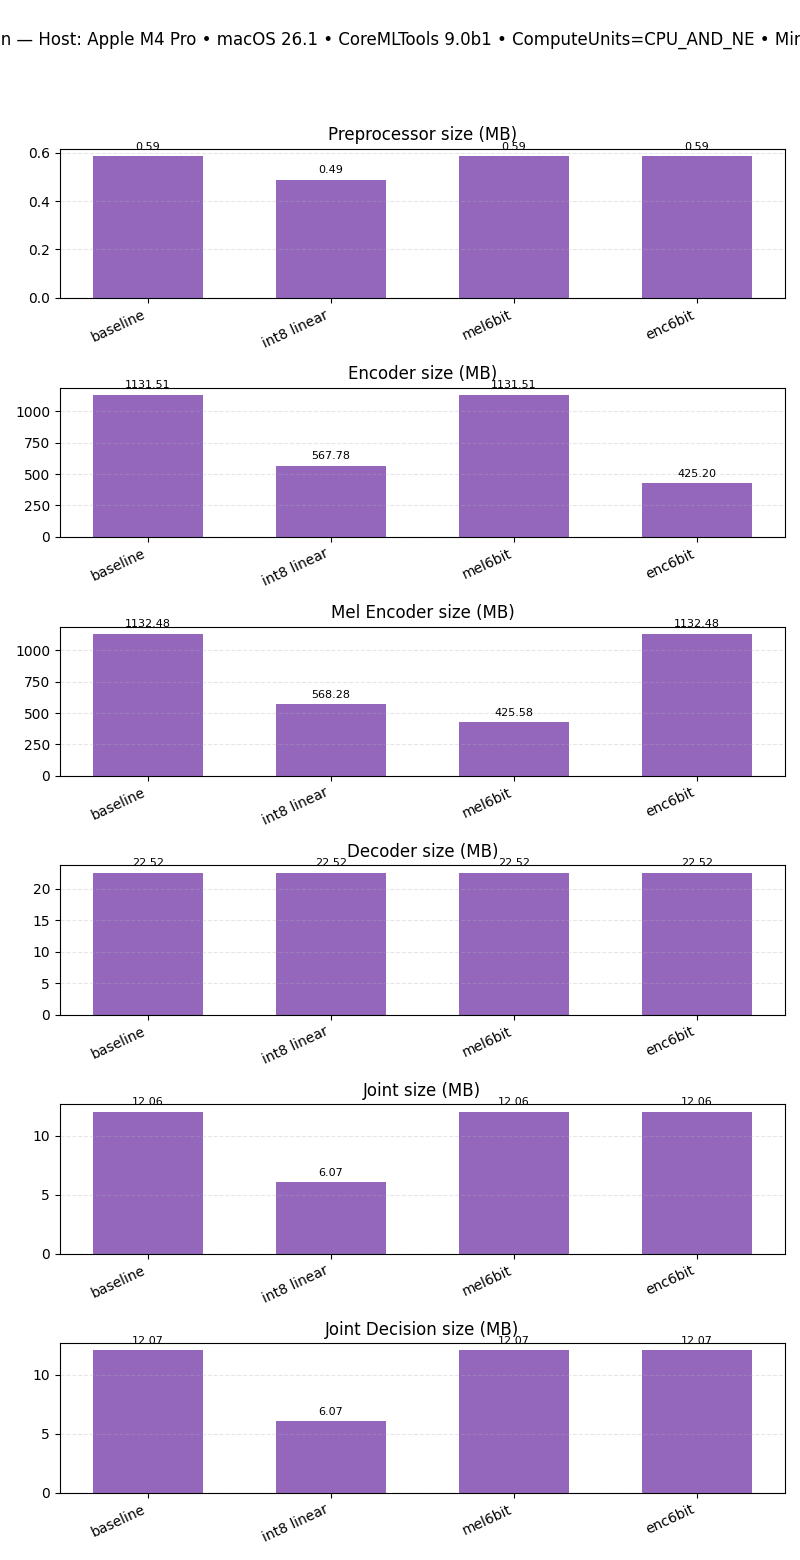 n — Host: Apple M4 Pro • macOS 26.1 • CoreMLTools 9.0b1 • ComputeUnits=CPU_AND_NE • Min
Preprocessor size (MB)
0.59 0.49 0.59 0.59
0.6
0.4
0.2
0.0
baseline int8 linear mel6bit enc6bit
Encoder size (MB)
1131.51 567.78 1131.51 425.20
1000
750
500
250
0
baseline int8 linear mel6bit enc6bit
Mel Encoder size (MB)
1132.48 568.28 425.58 1132.48
1000
750
500
250
0
baseline int8 linear mel6bit enc6bit
Decoder size (MB)
22.52 22.52 22.52 22.52
20
15
10
5
0
baseline int8 linear mel6bit enc6bit
Joint size (MB)
12.06 6.07 12.06 12.06
10
5
0
baseline int8 linear mel6bit enc6bit
Joint Decision size (MB)
12.07 6.07 12.07 12.07
10
5
0
baseline int8 linear mel6bit enc6bit